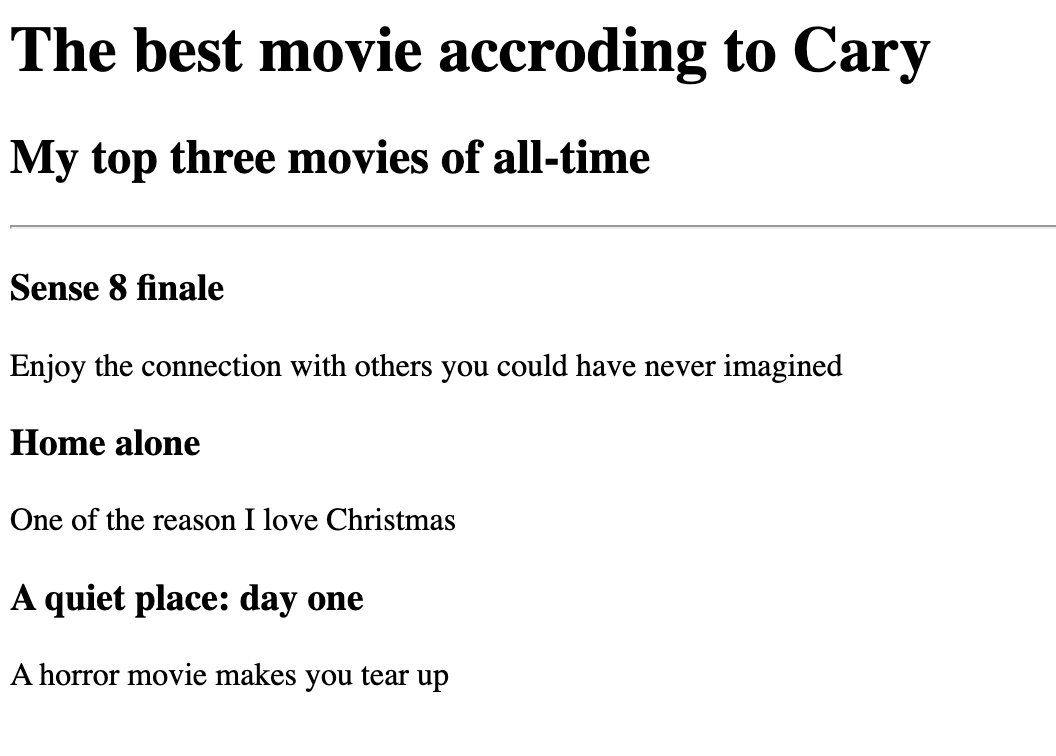 The best movie accroding to Cary
My top three movies of all-time
Sense 8 finale
Enjoy the connection with others you could have never imagined
Home alone
One of the reason I love Christmas
A quiet place: day one
A horror movie makes you tear up